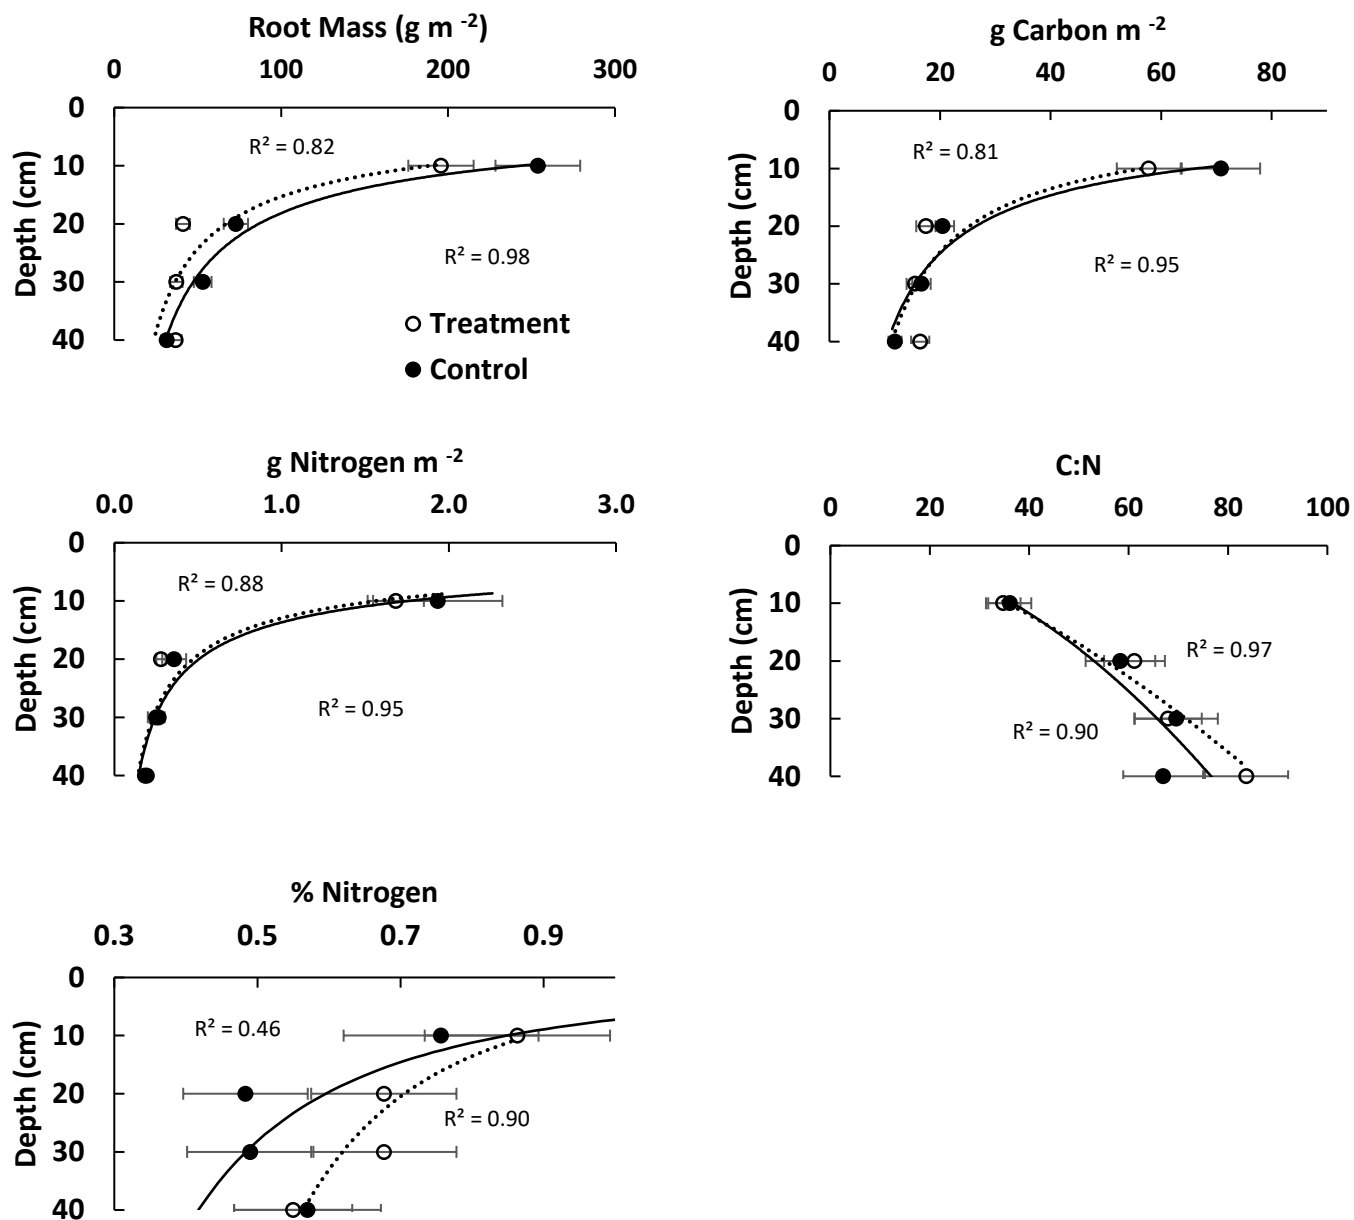 Root Mass (g m -2)
0 100 200 300
0
10
20
30
40
Depth (cm)
R² = 0.82
R² = 0.98
Treatment
Control
g Carbon m -2
0 20 40 60 80
0
10
20
30
40
Depth (cm)
R² = 0.81
R² = 0.95
g Nitrogen m -2
0.0 1.0 2.0 3.0
0
10
20
30
40
Depth (cm)
R² = 0.88
R² = 0.95
C:N
0 20 40 60 80 100
0
10
20
30
40
Depth (cm)
R² = 0.97
R² = 0.90
% Nitrogen
0.3 0.5 0.7 0.9
0
10
20
30
40
Depth (cm)
R² = 0.46
R² = 0.90